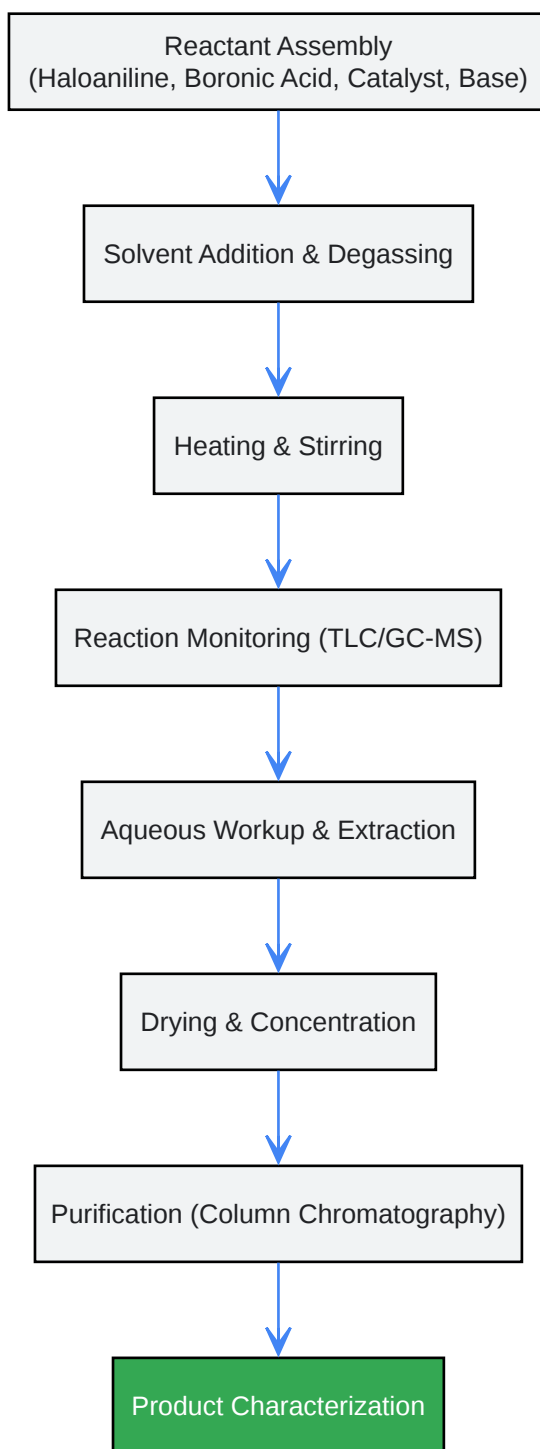 Reactant Assembly
(Haloaniline, Boronic Acid, Catalyst, Base)
Solvent Addition & Degassing
Heating & Stirring
Reaction Monitoring (TLC/GC-MS)
Aqueous Workup & Extraction
Drying & Concentration
Purification (Column Chromatography)
Product Characterization